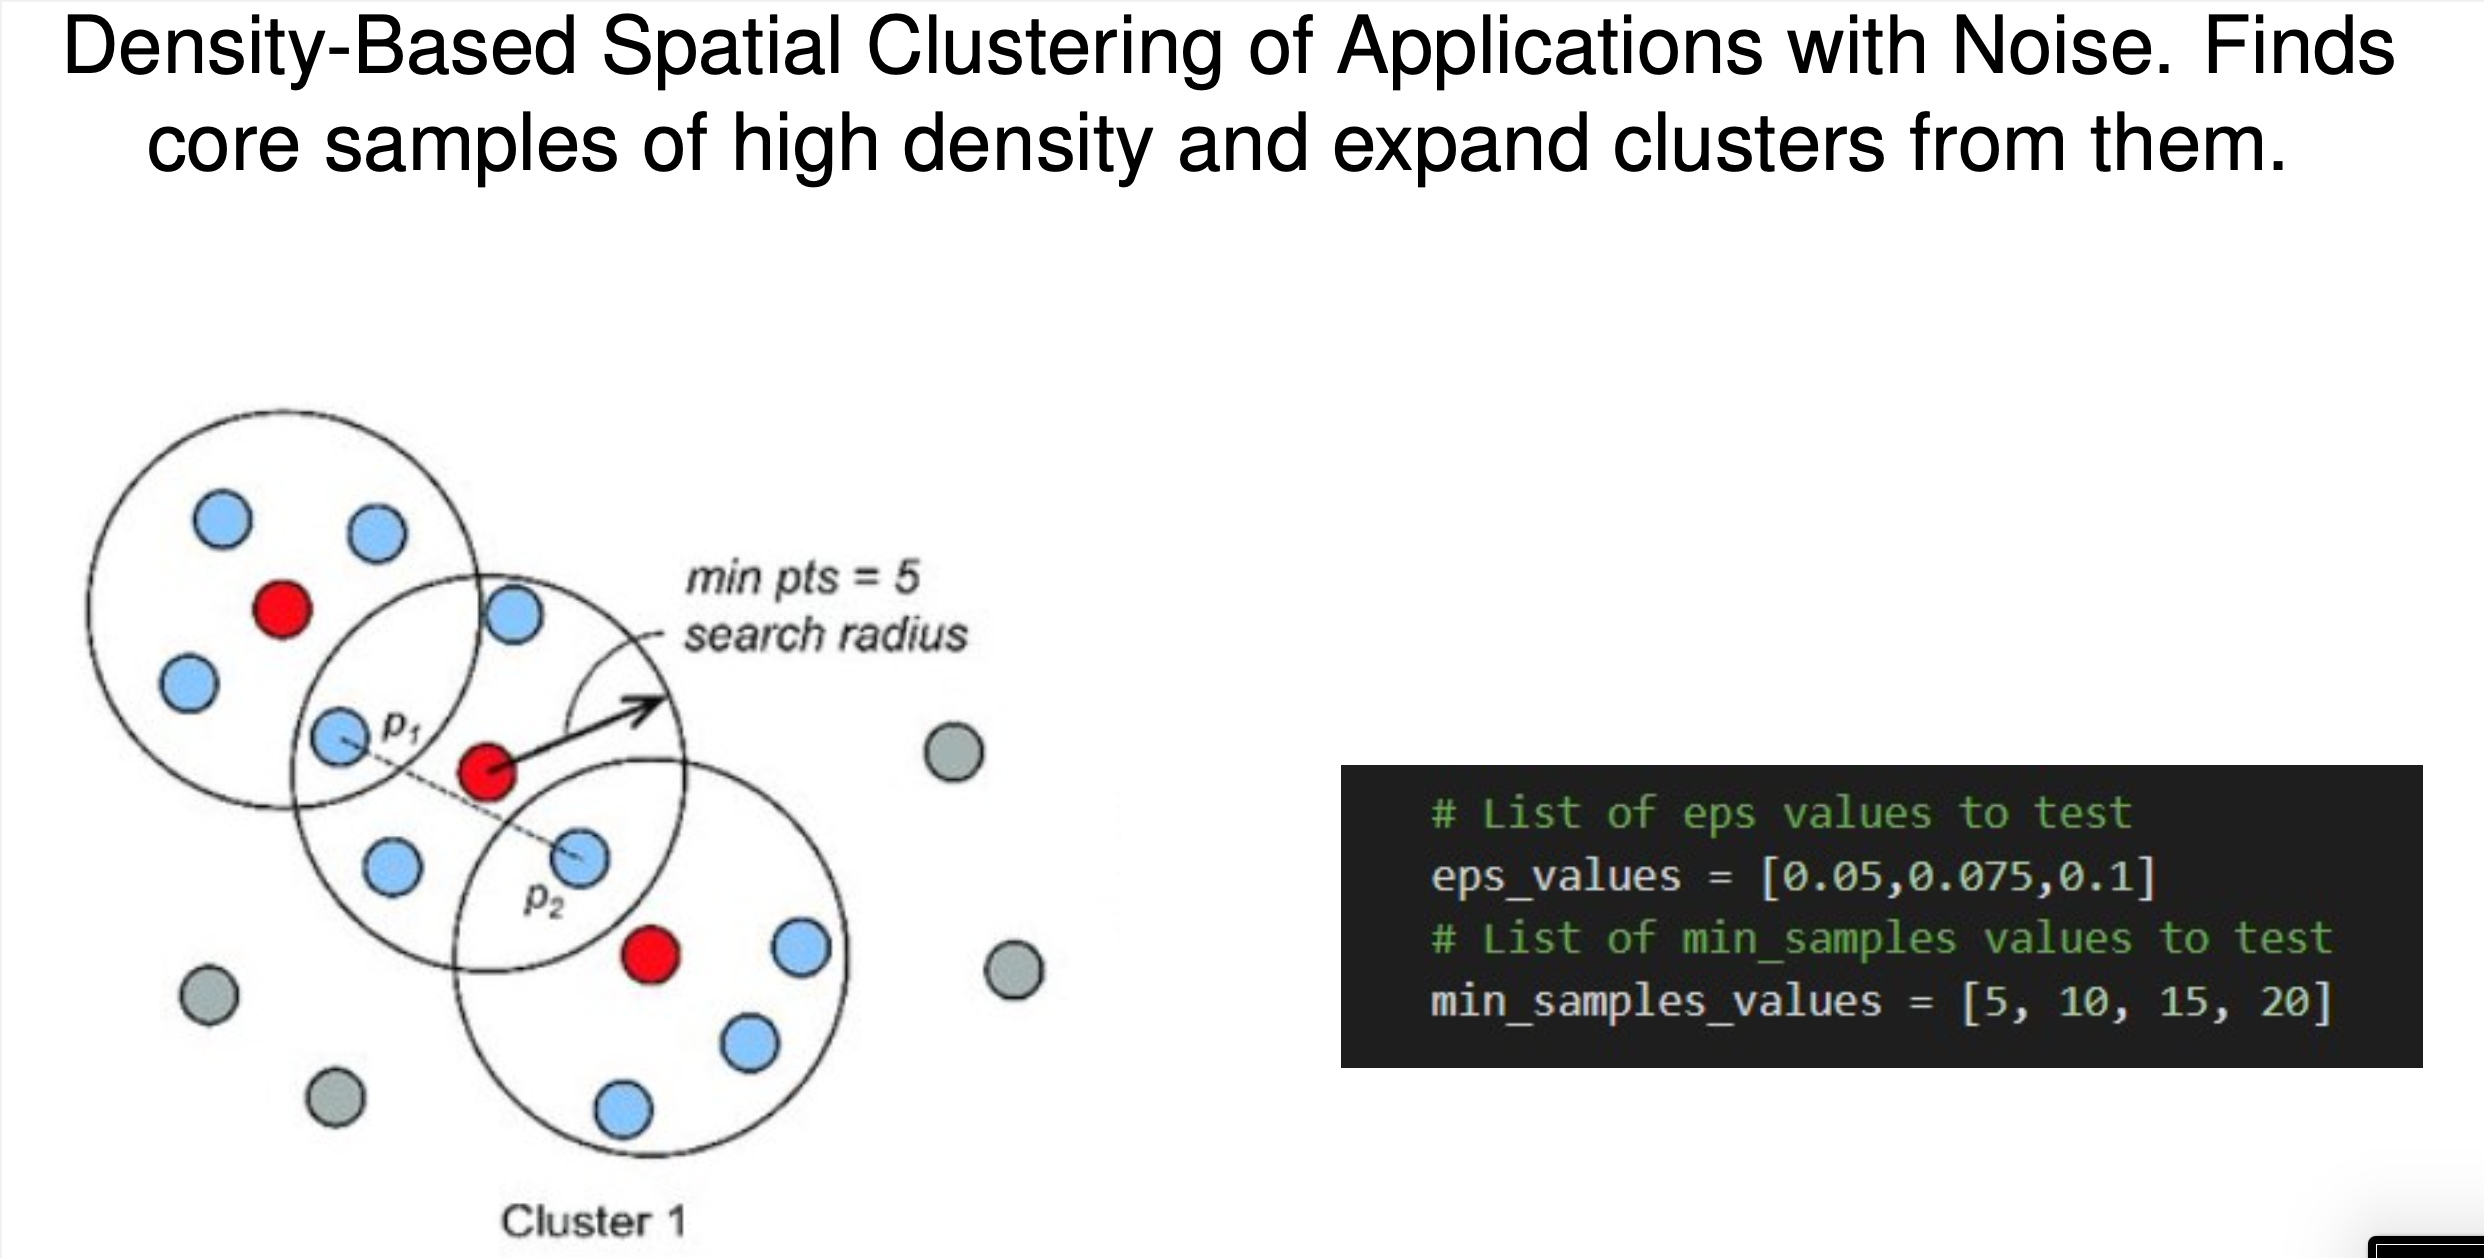 Density-Based Spatial Clustering of Applications with Noise. Finds
core samples of high density and expand clusters from them.
min pts = 5
search radius
p1
p2
Cluster 1
# List of eps values to test
eps_values = [0.05,0.075,0.1]
# List of min_samples values to test
min_samples_values = [5, 10, 15, 20]